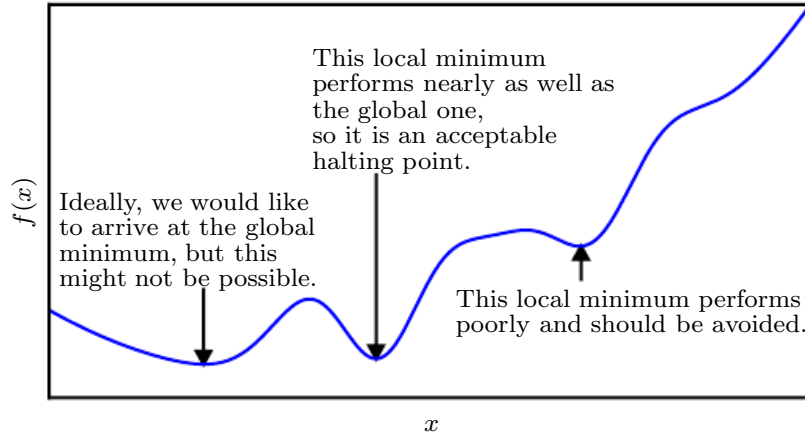 This local minimum
performs nearly as well as
the global one,
so it is an acceptable
halting point.
Ideally, we would like
to arrive at the global
minimum, but this
might not be possible.
This local minimum performs
poorly and should be avoided.
f(x)
x